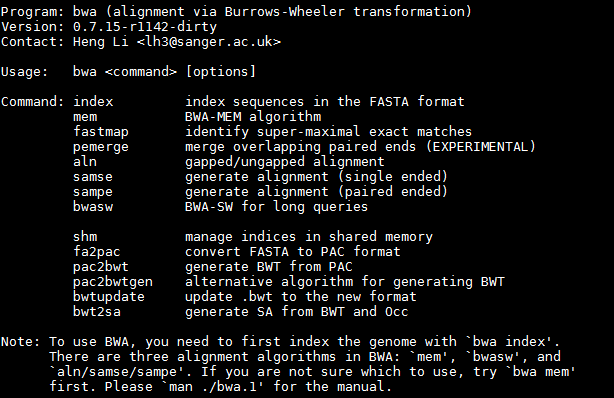 Program: bwa (alignment via Burrows-Wheeler transformation)
Version: 0.7.15-r1142-dirty
Contact: Heng Li <lh3@sanger.ac.uk>

Usage:   bwa <command> [options]

Command: index         index sequences in the FASTA format
         mem           BWA-MEM algorithm
         fastmap       identify super-maximal exact matches
         pemerge       merge overlapping paired ends (EXPERIMENTAL)
         aln           gapped/ungapped alignment
         samse         generate alignment (single ended)
         sampe         generate alignment (paired ended)
         bwasw         BWA-SW for long queries

         shm           manage indices in shared memory
         fa2pac        convert FASTA to PAC format
         pac2bwt       generate BWT from PAC
         pac2bwtgen    alternative algorithm for generating BWT
         bwtupdate     update .bwt to the new format
         bwt2sa        generate SA from BWT and Occ

Note: To use BWA, you need to first index the genome with `bwa index'.
      There are three alignment algorithms in BWA: `mem', `bwasw', and
      `aln/samse/sampe'. If you are not sure which to use, try `bwa mem'
      first. Please `man ./bwa.1' for the manual.